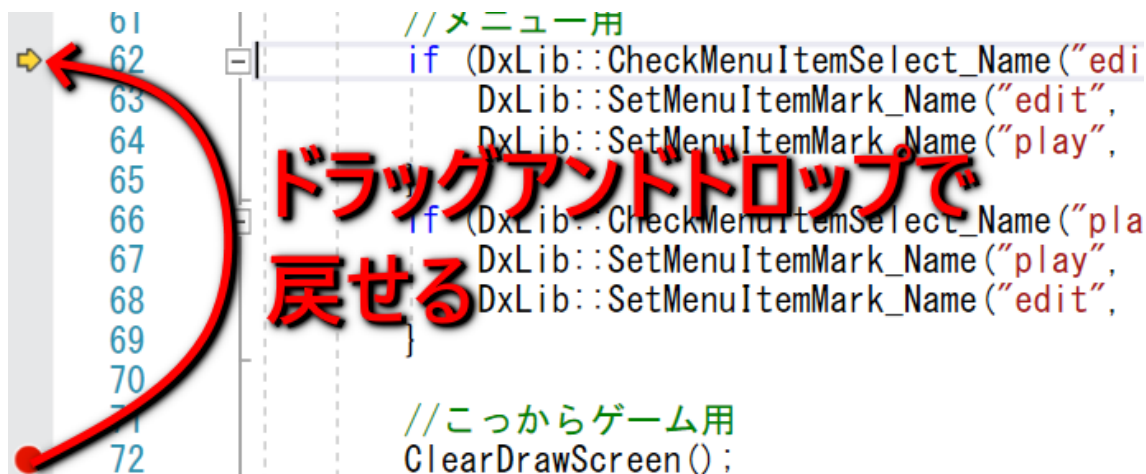 61 //メニュー用
62 if (DxLib::CheckMenuItemSelect_Name("edi
63 DxLib::SetMenuItemMark_Name("edit",
64 DxLib::SetMenuItemMark_Name("play",
65 }
ドラッグアンドドロップで
66 if (DxLib::CheckMenuItemSelect_Name("pla
67 DxLib::SetMenuItemMark_Name("play",
戻せる
68 DxLib::SetMenuItemMark_Name("edit",
69 }
70
71 //こっからゲーム用
72 ClearDrawScreen();